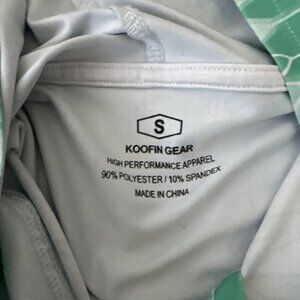 S
KOOFIN GEAR
HIGH PERFORMANCE APPAREL
90% POLYESTER / 10% SPANDEX
MADE IN CHINA